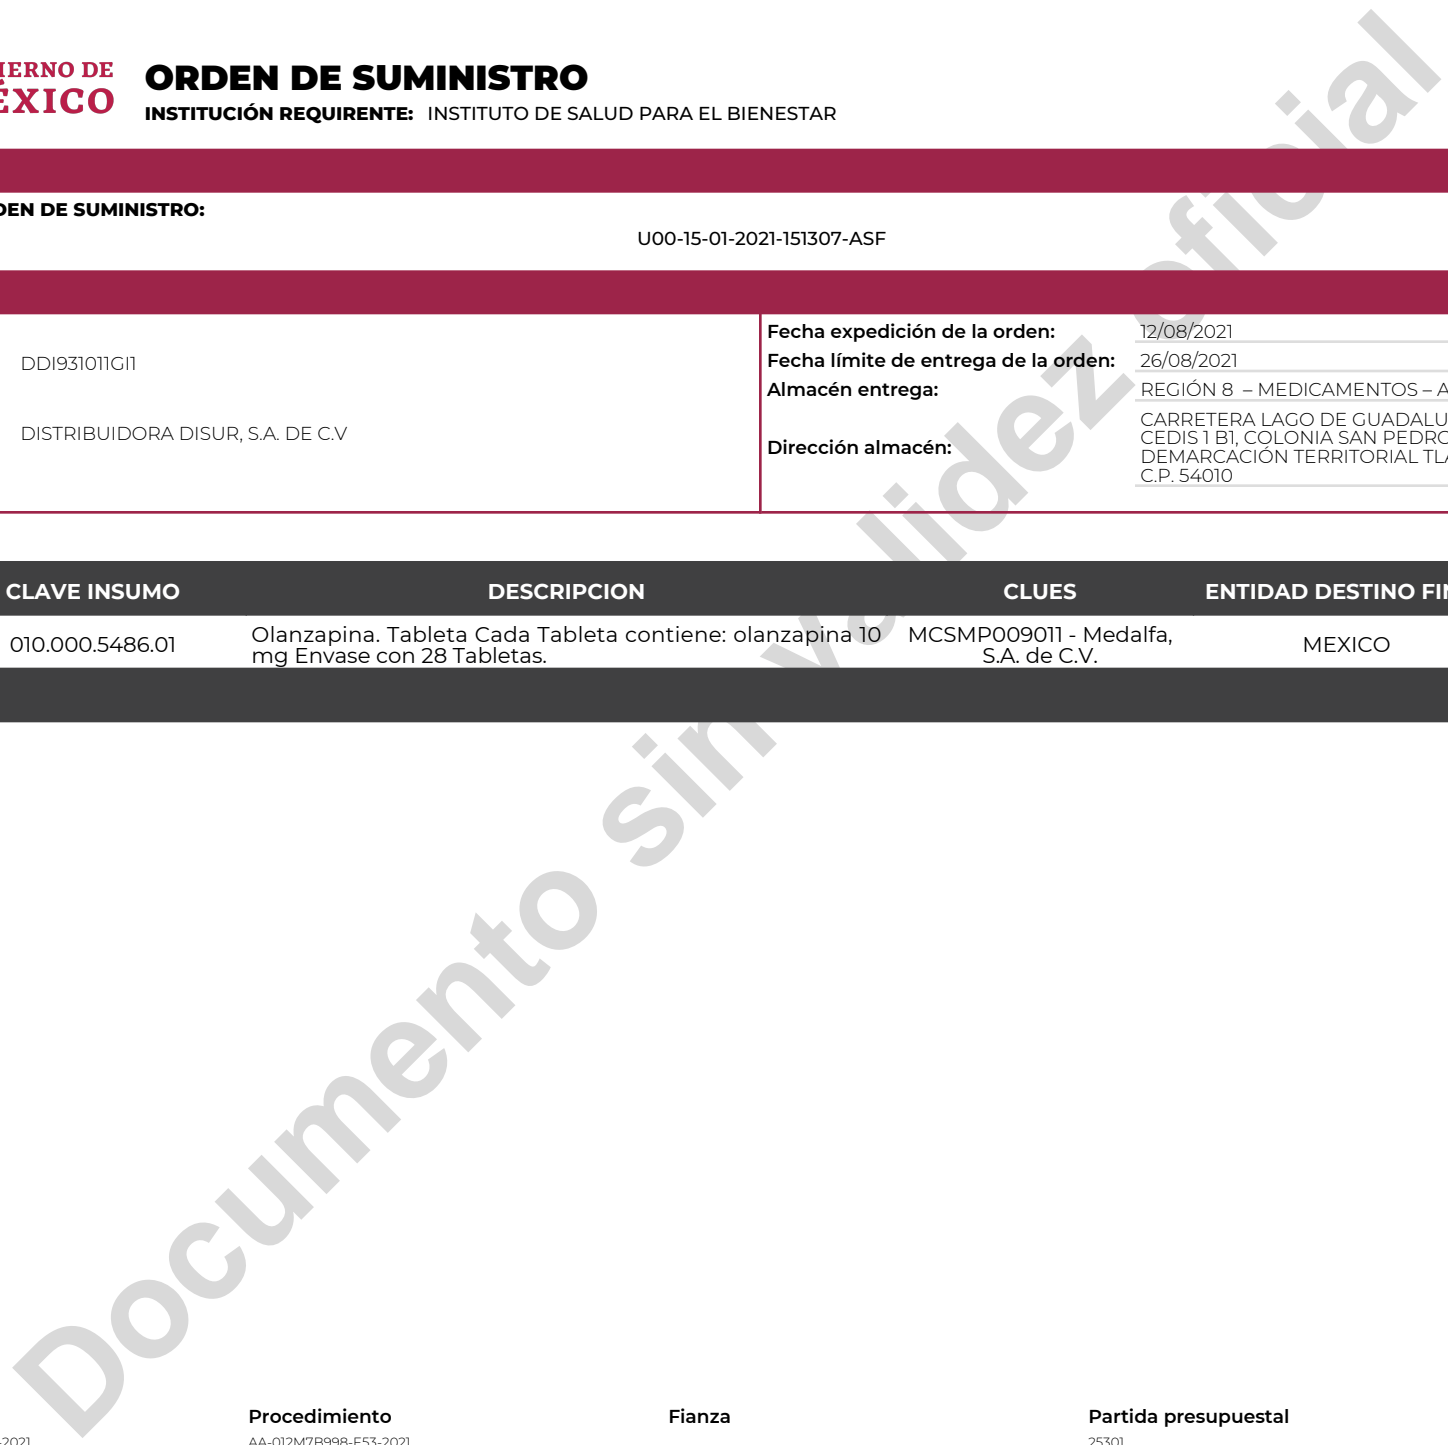 IERNO DE
ÉXICO
ORDEN DE SUMINISTRO
INSTITUCIÓN REQUIRENTE: INSTITUTO DE SALUD PARA EL BIENESTAR
DEN DE SUMINISTRO:
U00-15-01-2021-151307-ASF
DDI931011GI1
DISTRIBUIDORA DISUR, S.A. DE C.V
Fecha expedición de la orden: 12/08/2021
Fecha límite de entrega de la orden: 26/08/2021
Almacén entrega: REGIÓN 8 – MEDICAMENTOS – A
Dirección almacén:
CARRETERA LAGO DE GUADALU
CEDIS 1 B1, COLONIA SAN PEDRO
DEMARCACIÓN TERRITORIAL TLA
C.P. 54010
CLAVE INSUMO DESCRIPCION CLUES ENTIDAD DESTINO FIN
010.000.5486.01
Olanzapina. Tableta Cada Tableta contiene: olanzapina 10
mg Envase con 28 Tabletas.
MCSMP009011 - Medalfa,
S.A. de C.V.
MEXICO
Documento sin validez oficial
Procedimiento Fianza Partida presupuestal
-2021 AA-012M7B998-E53-2021 25301